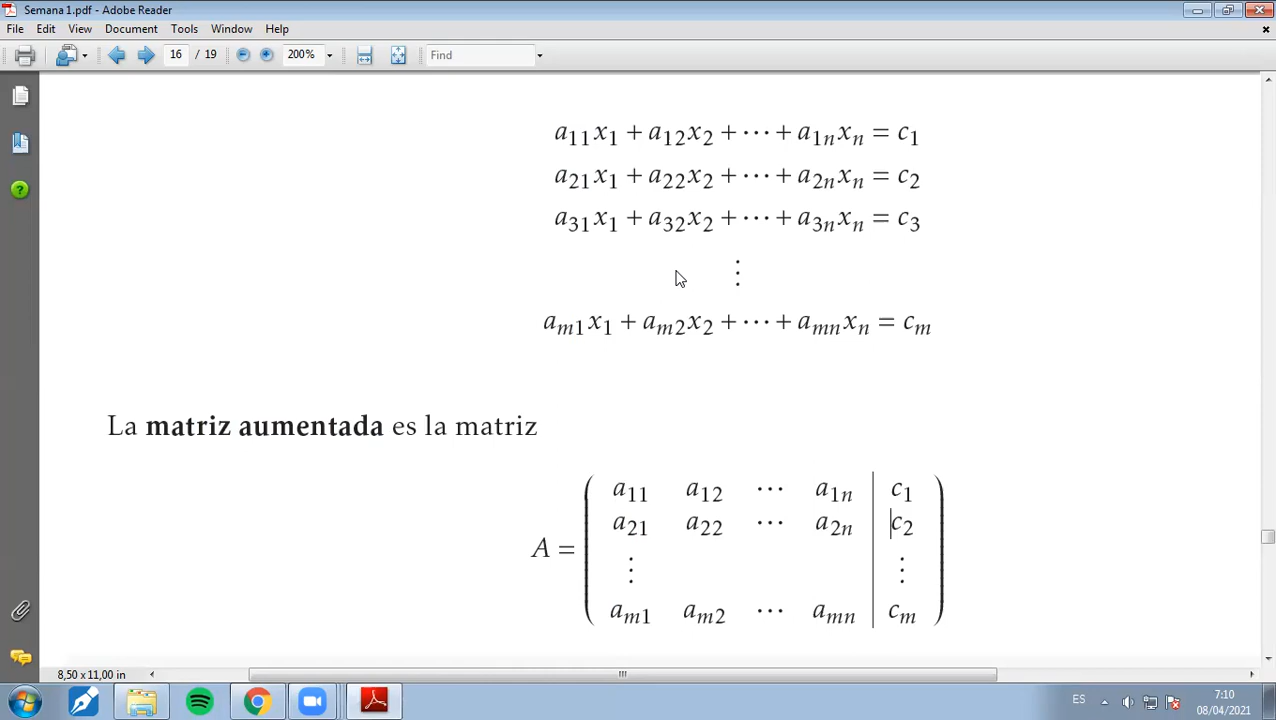 Semana 1.pdf - Adobe Reader
File Edit View Document Tools Window Help
16 / 19 200% Find
a11x1 + a12x2 + ⋯ + a1nxn = c1
a21x1 + a22x2 + ⋯ + a2nxn = c2
a31x1 + a32x2 + ⋯ + a3nxn = c3
⋮
am1x1 + am2x2 + ⋯ + amnxn = cm
La matriz aumentada es la matriz
a11 a12 ⋯ a1n c1
a21 a22 ⋯ a2n c2
A = ⋮ ⋮
am1 am2 ⋯ amn cm
8,50 x 11,00 in
ES 7:10
08/04/2021